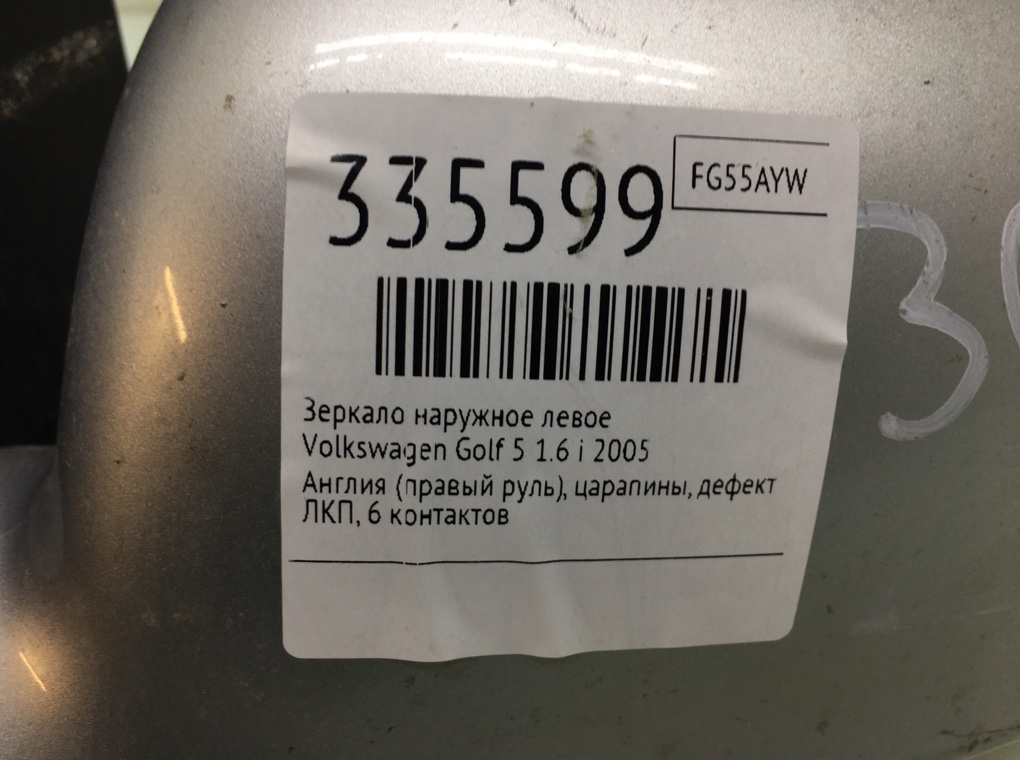 335599
FG55AYW
Зеркало наружное левое
Volkswagen Golf 5 1.6 i 2005
Англия (правый руль), царапины, дефект
ЛКП, 6 контактов
3